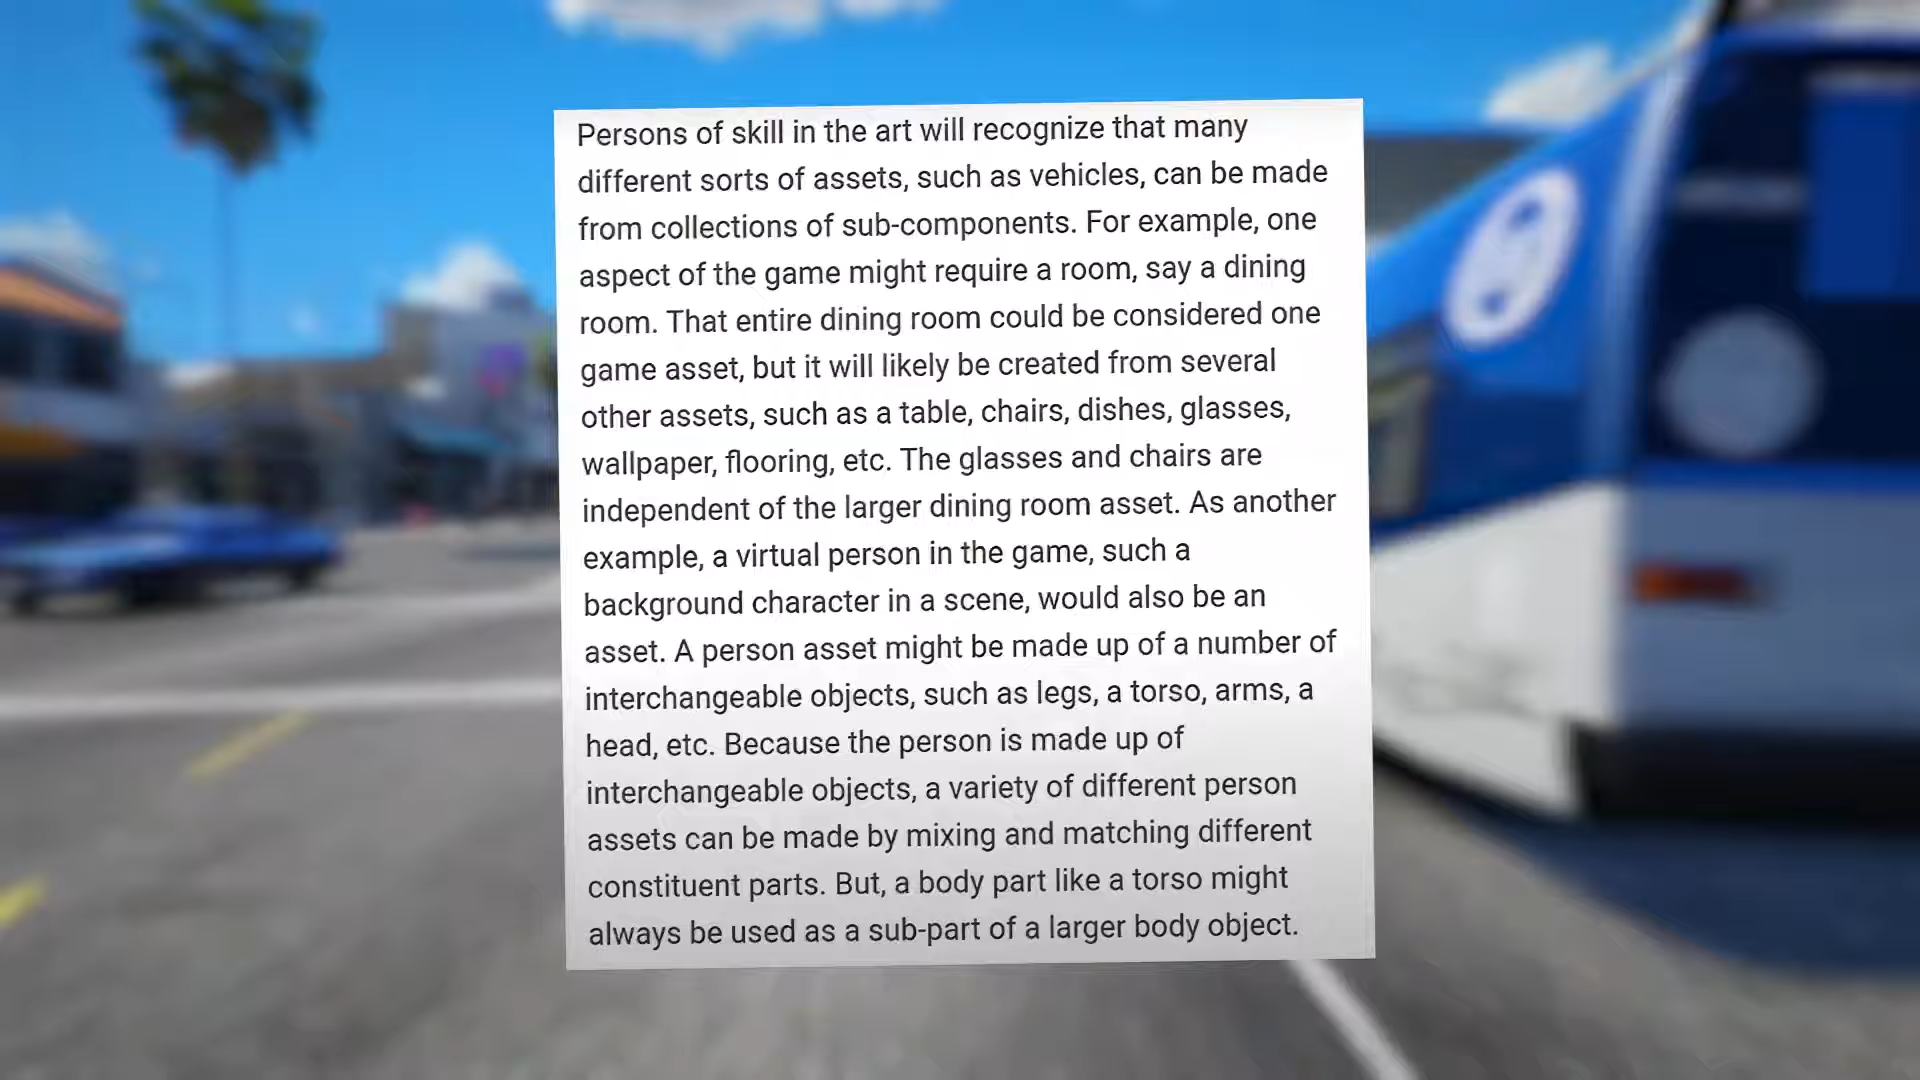 Persons of skill in the art will recognize that many
different sorts of assets, such as vehicles, can be made
from collections of sub-components. For example, one
aspect of the game might require a room, say a dining
room. That entire dining room could be considered one
game asset, but it will likely be created from several
other assets, such as a table, chairs, dishes, glasses,
wallpaper, flooring, etc. The glasses and chairs are
independent of the larger dining room asset. As another
example, a virtual person in the game, such a
background character in a scene, would also be an
asset. A person asset might be made up of a number of
interchangeable objects, such as legs, a torso, arms, a
head, etc. Because the person is made up of
interchangeable objects, a variety of different person
assets can be made by mixing and matching different
constituent parts. But, a body part like a torso might
always be used as a sub-part of a larger body object.